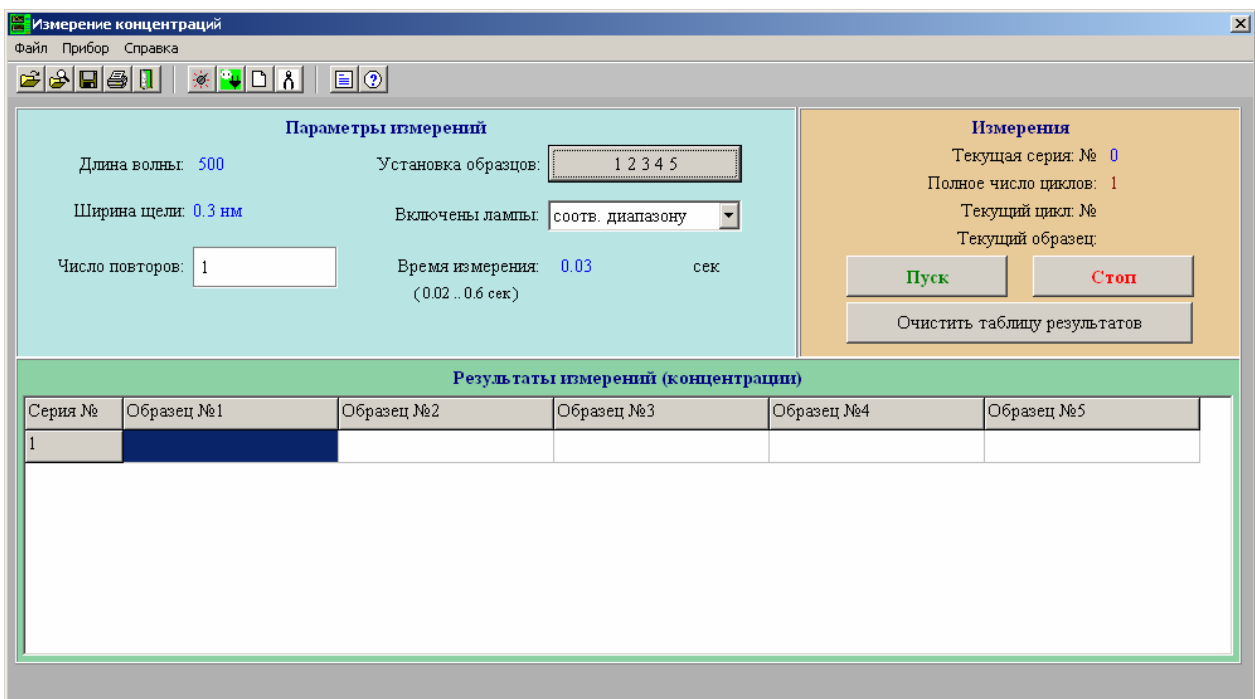 Измерение концентраций
Файл Прибор Справка
Параметры измерений
Длина волны: 500
Установка образцов: 1 2 3 4 5
Ширина щели: 0.3 нм
Включены лампы: соотв. диапазону
Число повторов: 1
Время измерения: 0.03 сек
(0.02 .. 0.6 сек)
Измерения
Текущая серия: № 0
Полное число циклов: 1
Текущий цикл: №
Текущий образец:
Пуск Стоп
Очистить таблицу результатов
Результаты измерений (концентрации)
Серия № Образец №1 Образец №2 Образец №3 Образец №4 Образец №5
1